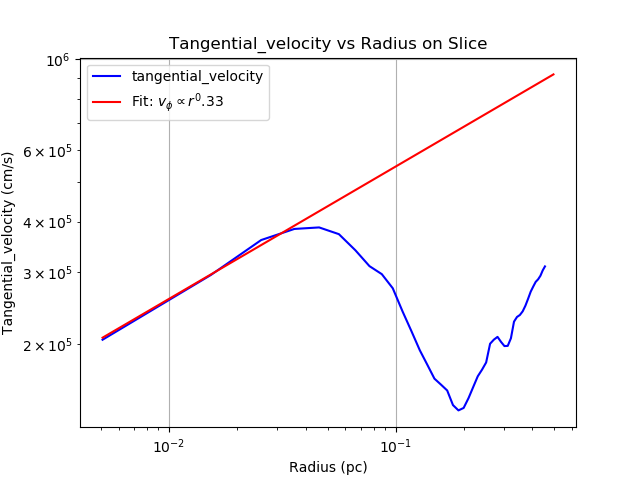 Tangential_velocity vs Radius on Slice
tangential_velocity
Fit: $v_\phi \propto r^0.33$
Tangential_velocity (cm/s)
10^6
6 × 10^5
4 × 10^5
3 × 10^5
2 × 10^5
10^-2
10^-1
Radius (pc)